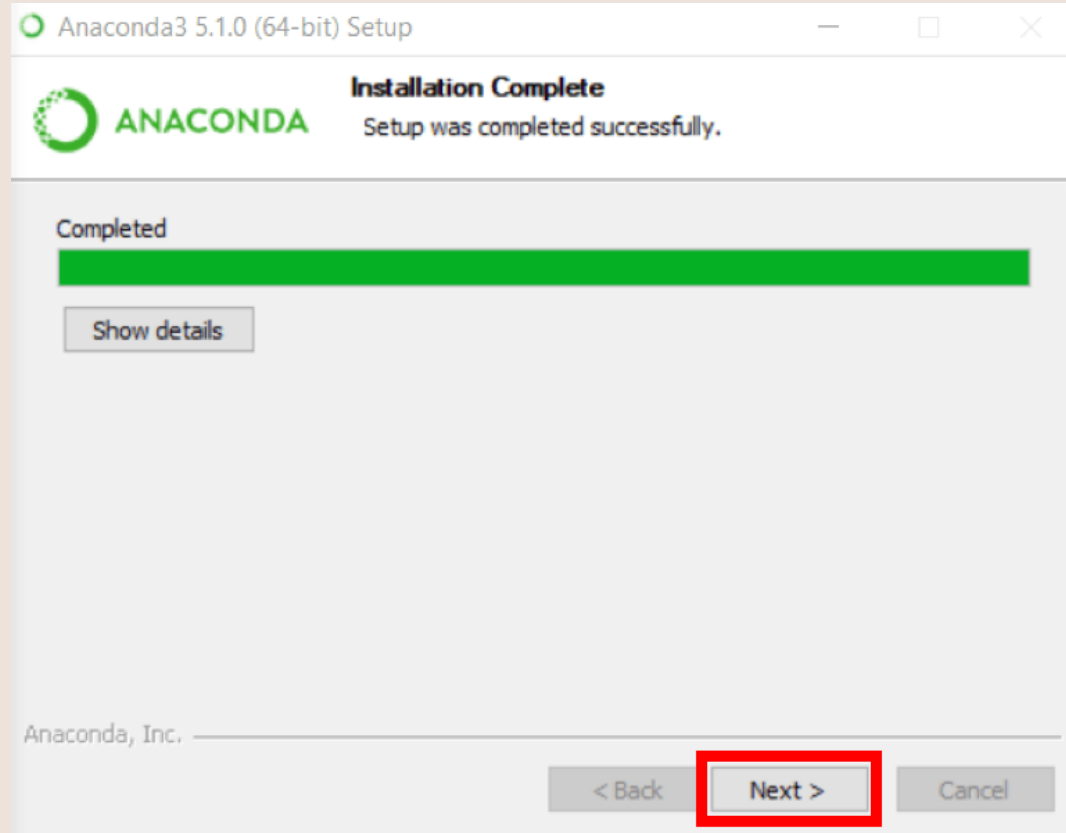 Anaconda3 5.1.0 (64-bit) Setup
ANACONDA
Installation Complete
Setup was completed successfully.
Completed
Show details
Anaconda, Inc.
< Back
Next >
Cancel